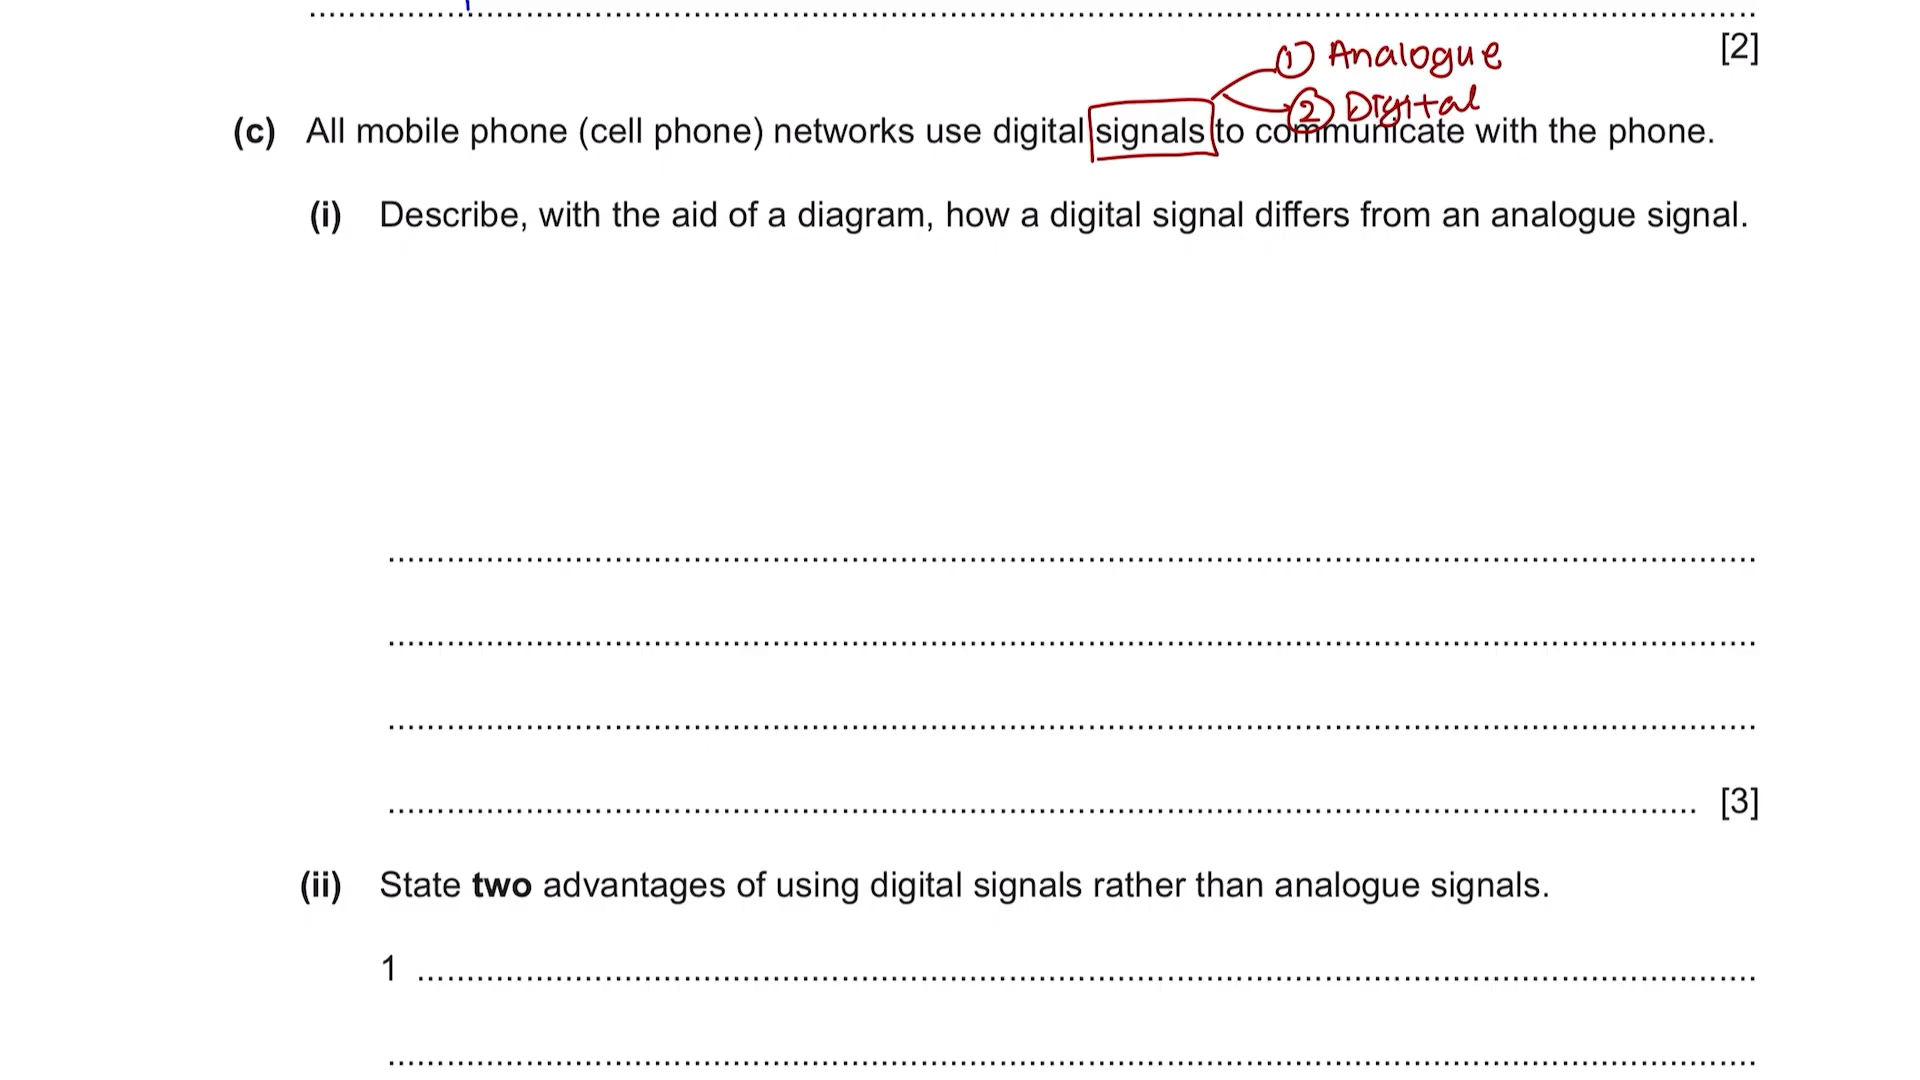 [2]
① Analogue
② Digital
(c) All mobile phone (cell phone) networks use digital signals to communicate with the phone.
(i) Describe, with the aid of a diagram, how a digital signal differs from an analogue signal.
[3]
(ii) State two advantages of using digital signals rather than analogue signals.
1